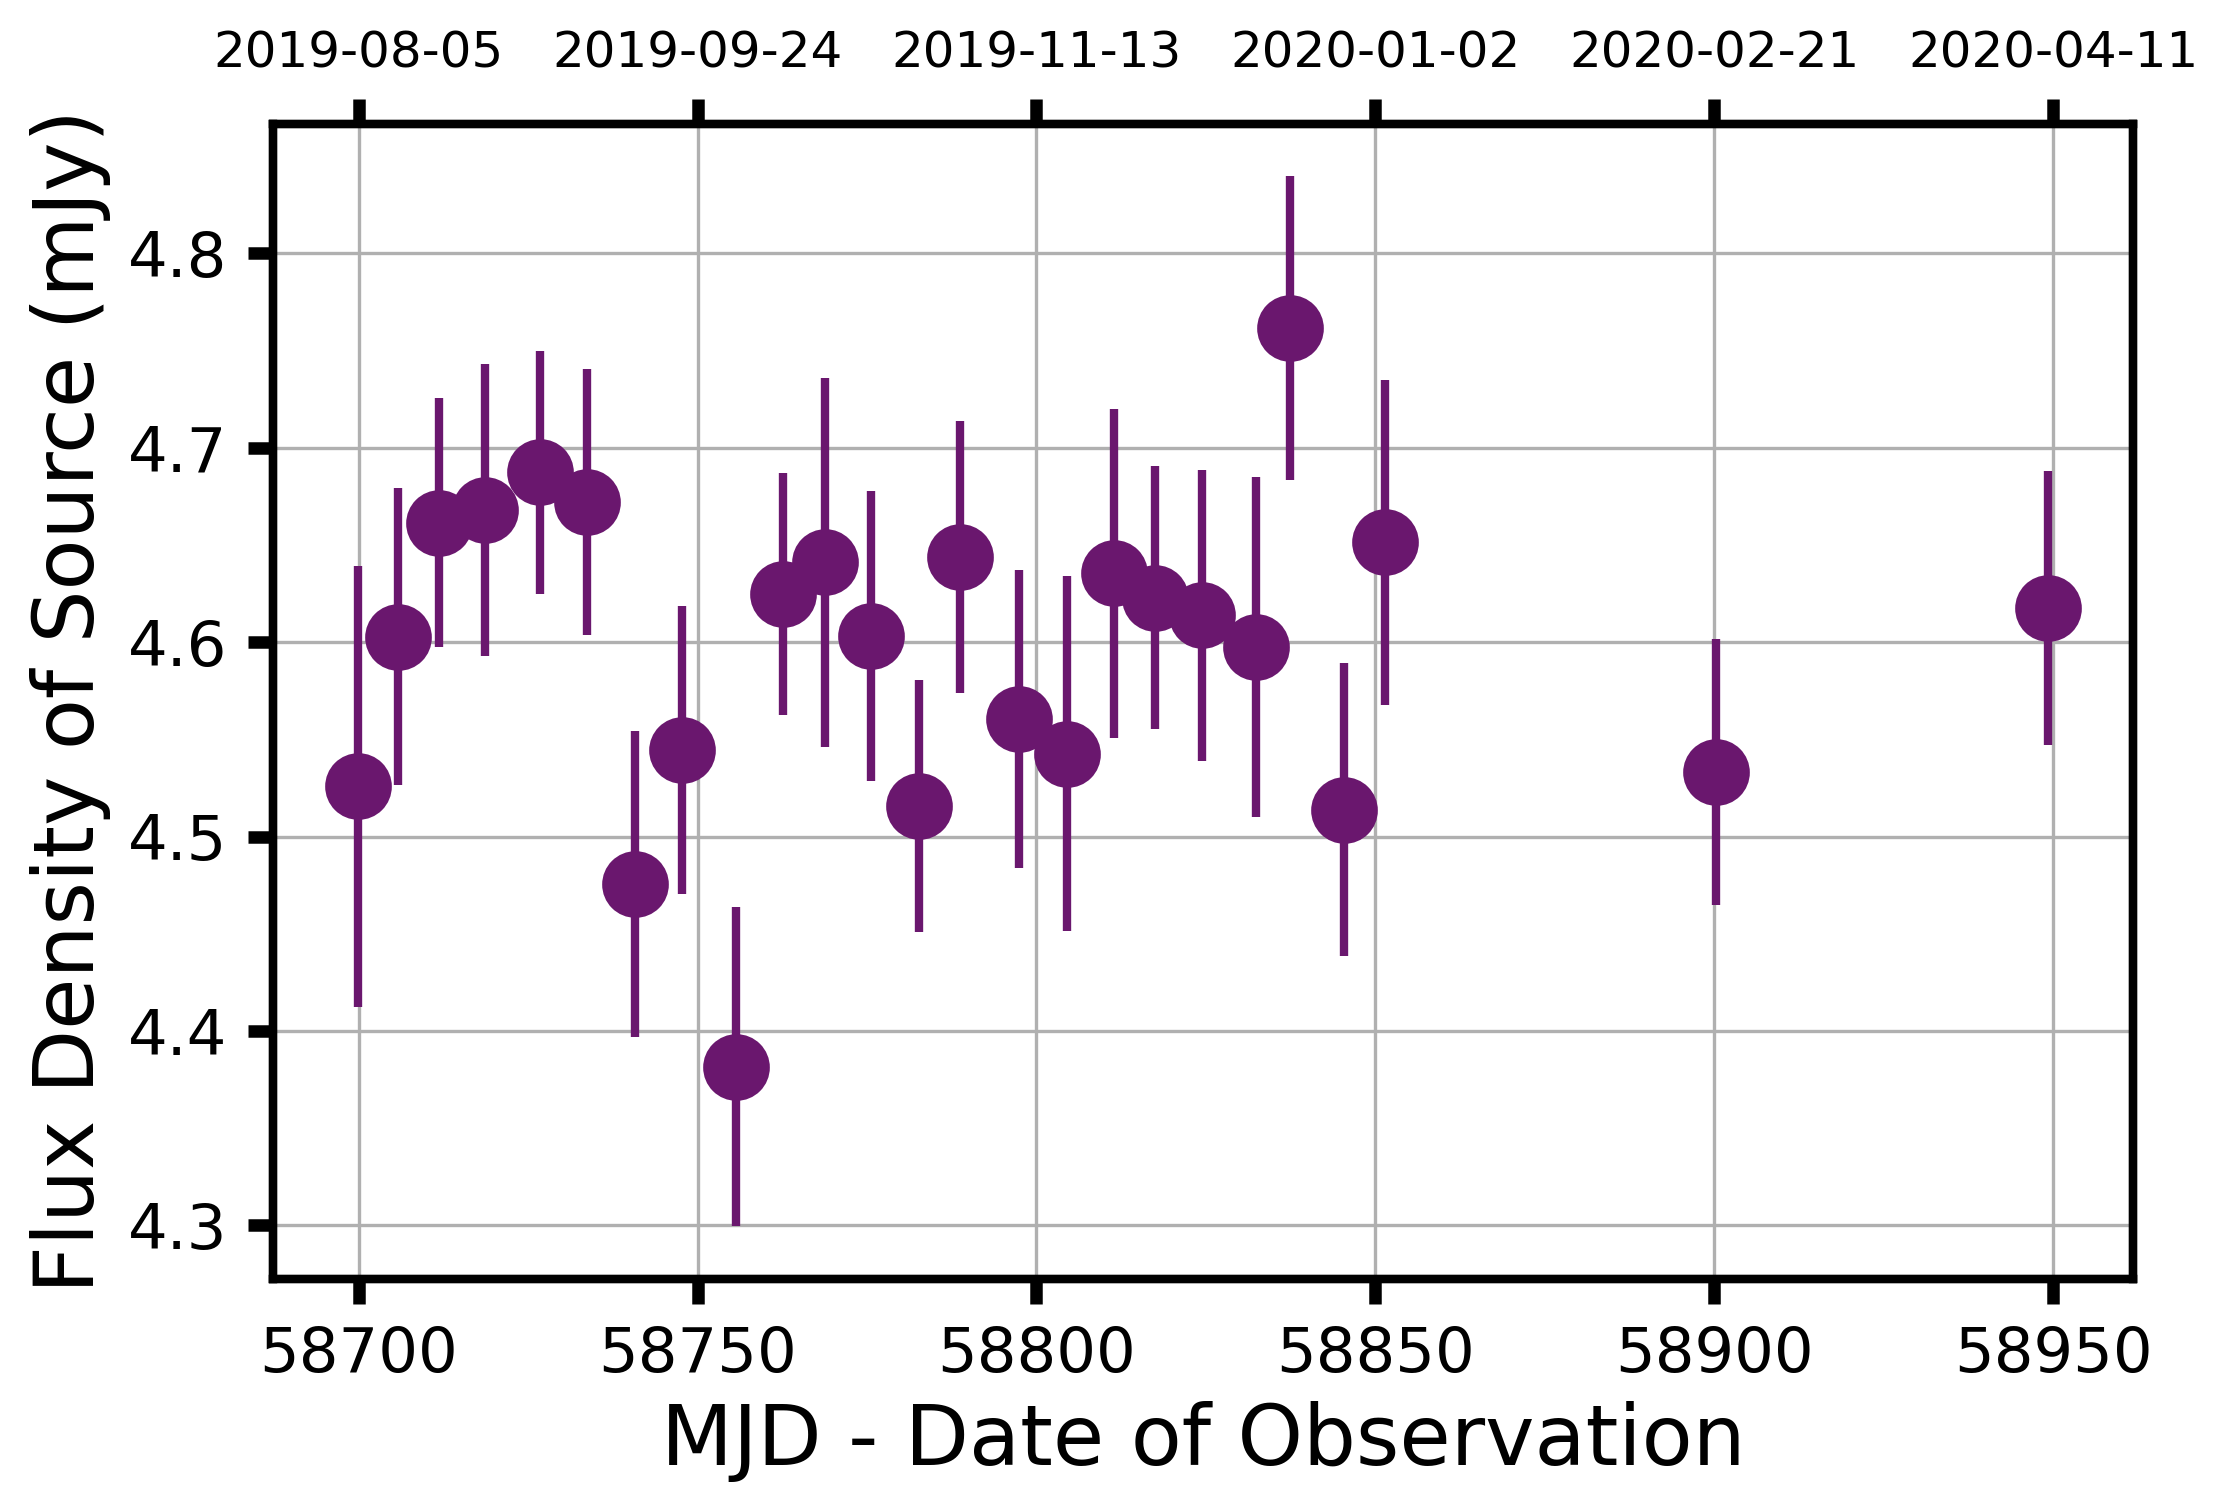 2019-08-05 2019-09-24 2019-11-13 2020-01-02 2020-02-21 2020-04-11
Flux Density of Source (mJy)
4.8
4.7
4.6
4.5
4.4
4.3
58700 58750 58800 58850 58900 58950
MJD - Date of Observation